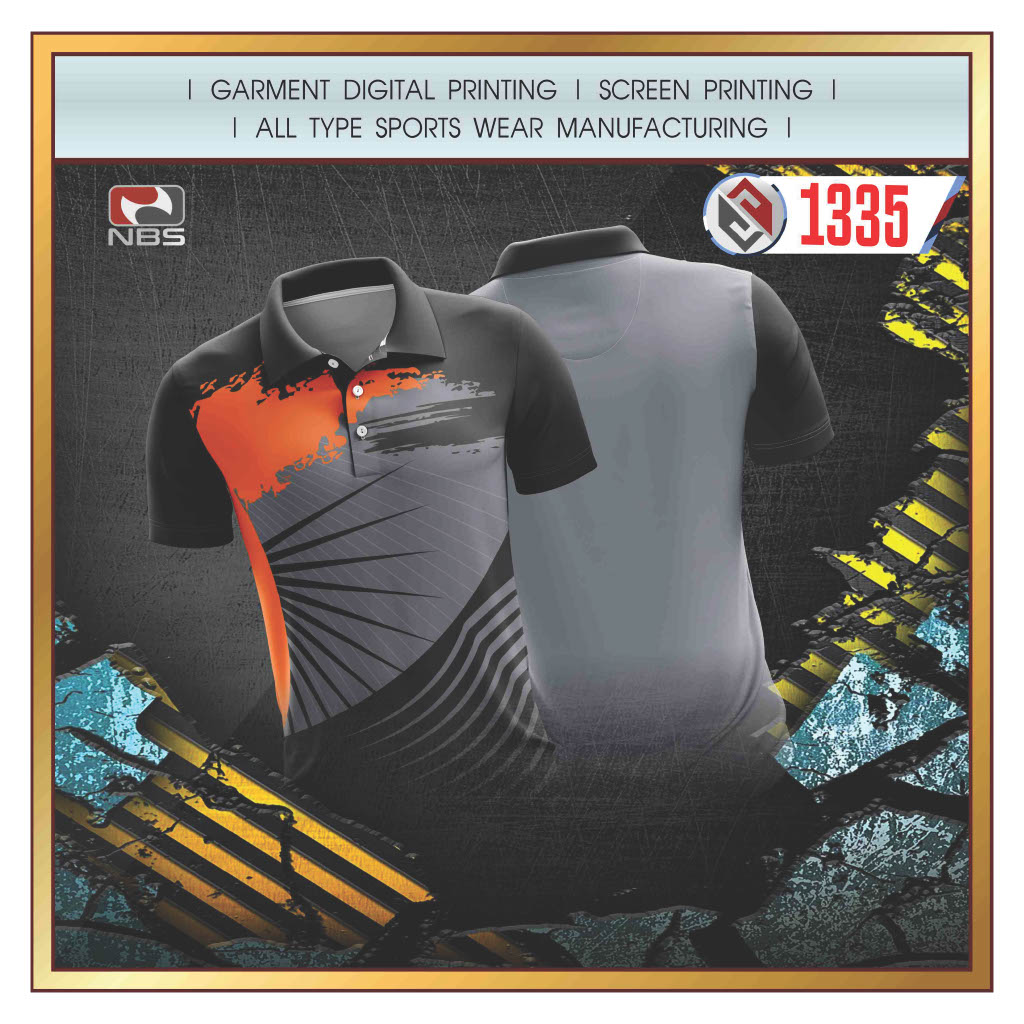 | GARMENT DIGITAL PRINTING | SCREEN PRINTING |
| ALL TYPE SPORTS WEAR MANUFACTURING |
NBS
1335